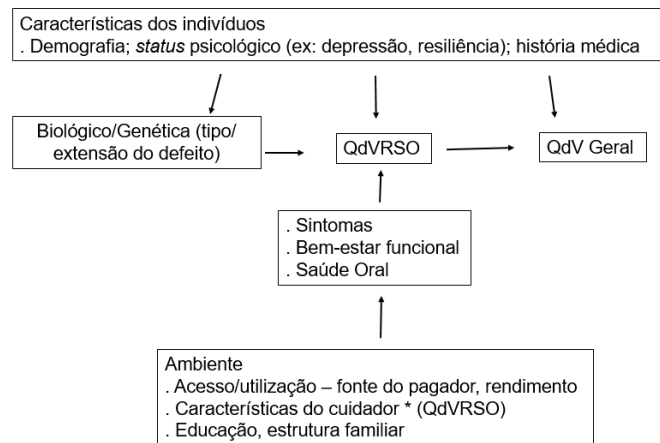 Características dos indivíduos
. Demografia; status psicológico (ex: depressão, resiliência); história médica
Biológico/Genética (tipo/
extensão do defeito)
QdVRSO
QdV Geral
. Sintomas
. Bem-estar funcional
. Saúde Oral
Ambiente
. Acesso/utilização – fonte do pagador, rendimento
. Características do cuidador * (QdVRSO)
. Educação, estrutura familiar